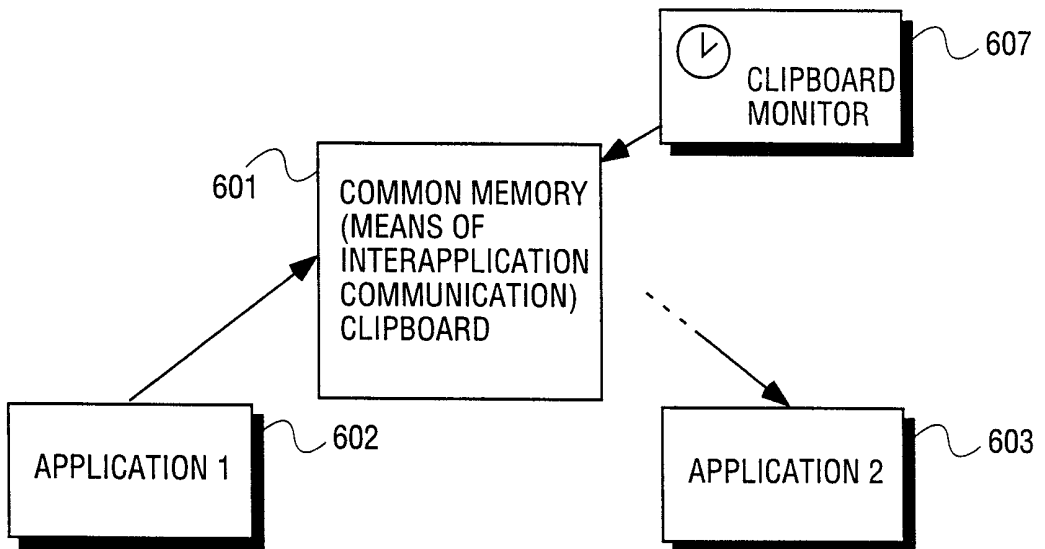 607
CLIPBOARD
MONITOR
601
COMMON MEMORY
(MEANS OF
INTERAPPLICATION
COMMUNICATION)
CLIPBOARD
APPLICATION 1
602
APPLICATION 2
603